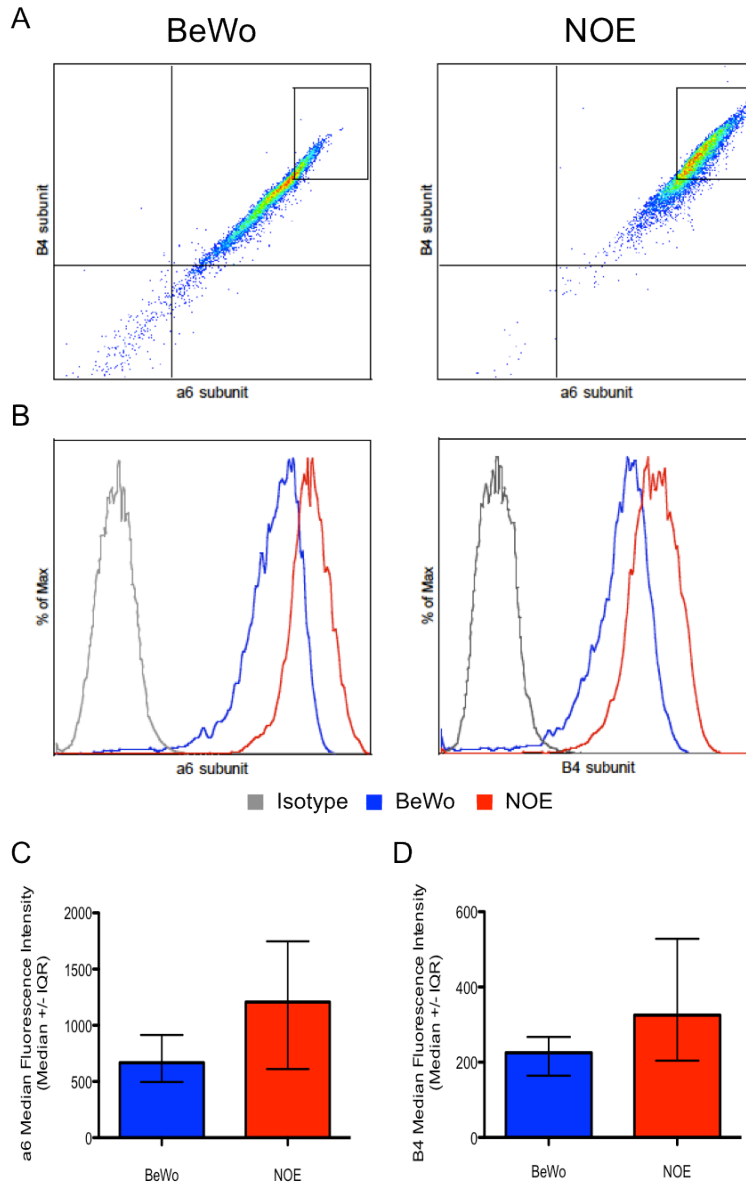 A
BeWo
NOE
B4 subunit
a6 subunit
B4 subunit
a6 subunit
B
% of Max
a6 subunit
% of Max
B4 subunit
Isotype BeWo NOE
C
a6 Median Fluorescence Intensity
(Median +/- IQR)
2000
1500
1000
500
0
BeWo
NOE
D
B4 Median Fluorescence Intensity
(Median +/- IQR)
600
400
200
0
BeWo
NOE